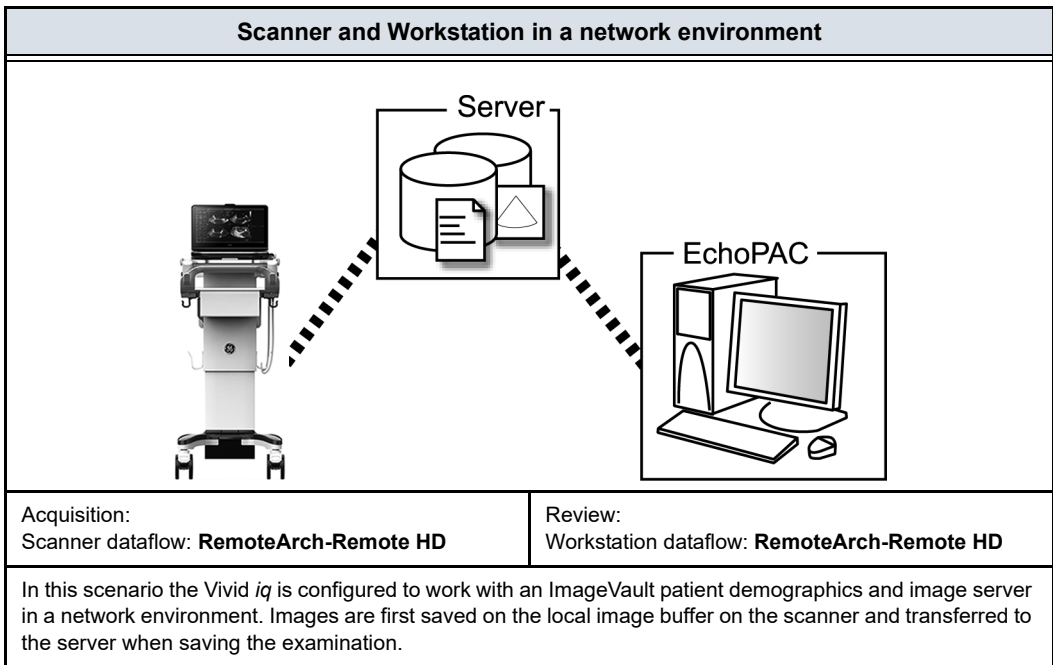 Scanner and Workstation in a network environment
Server
EchoPAC
Acquisition:
Scanner dataflow: RemoteArch-Remote HD
Review:
Workstation dataflow: RemoteArch-Remote HD
In this scenario the Vivid iq is configured to work with an ImageVault patient demographics and image server
in a network environment. Images are first saved on the local image buffer on the scanner and transferred to
the server when saving the examination.